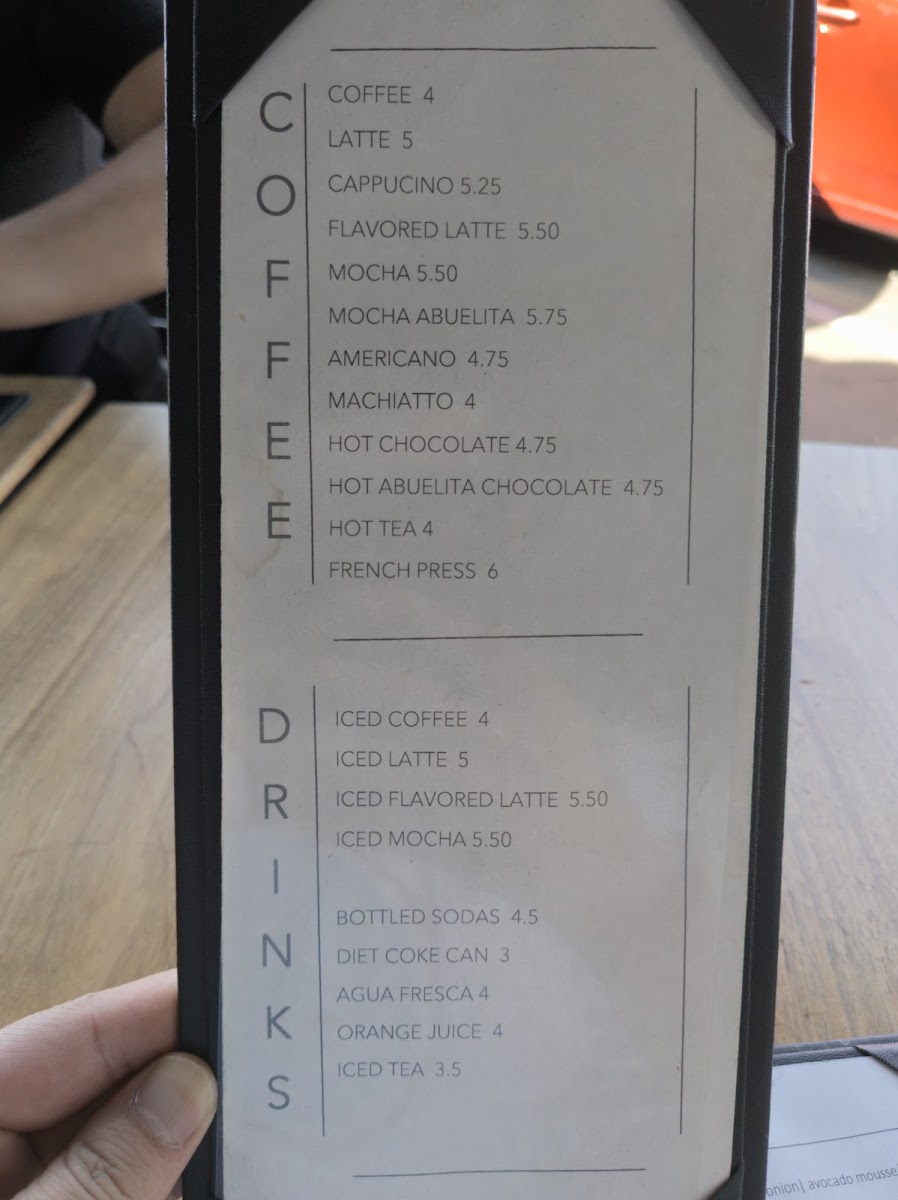 COFFEE
COFFEE 4
LATTE 5
CAPPUCINO 5.25
FLAVORED LATTE 5.50
MOCHA 5.50
MOCHA ABUELITA 5.75
AMERICANO 4.75
MACHIATTO 4
HOT CHOCOLATE 4.75
HOT ABUELITA CHOCOLATE 4.75
HOT TEA 4
FRENCH PRESS 6
DRINKS
ICED COFFEE 4
ICED LATTE 5
ICED FLAVORED LATTE 5.50
ICED MOCHA 5.50
BOTTLED SODAS 4.5
DIET COKE CAN 3
AGUA FRESCA 4
ORANGE JUICE 4
ICED TEA 3.5
onion| avocado mousse